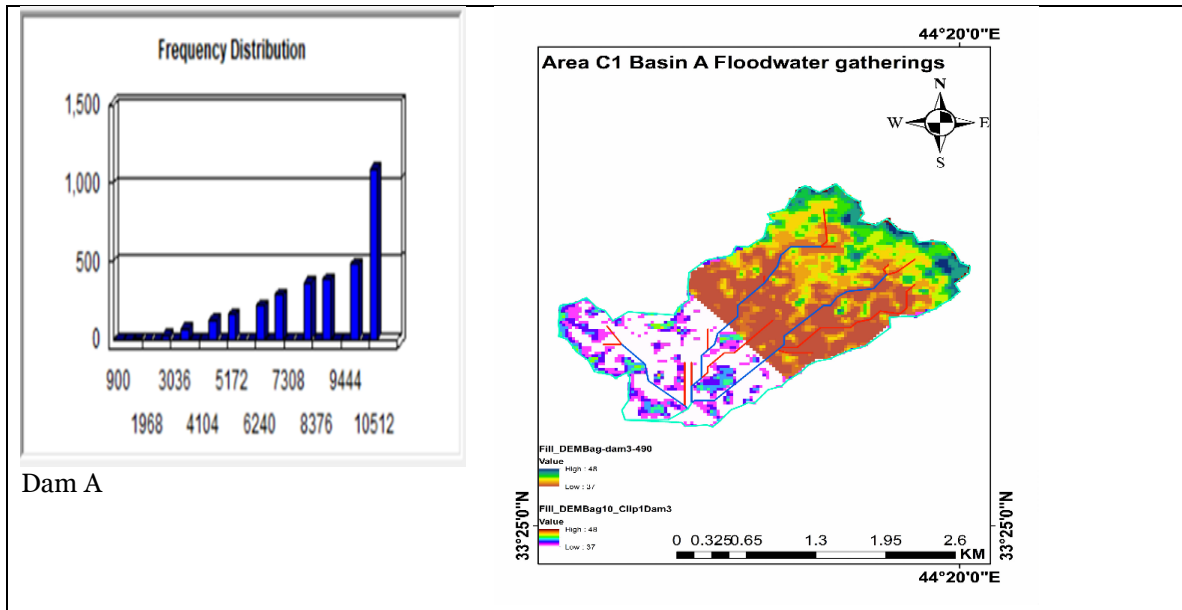 Frequency Distribution
1,500
1,000
500
0
900 3036 5172 7308 9444
1968 4104 6240 8376 10512
Dam A
44°20'0"E
Area C1 Basin A Floodwater gatherings
N
W E
S
Fill_DEMBag-dam3-490
Value
High : 48
Low : 37
Fill_DEMBag10_Clip1Dam3
Value
High : 48
Low : 37
33°25'0"N
33°25'0"N
0 0.3250.65 1.3 1.95 2.6
KM
44°20'0"E